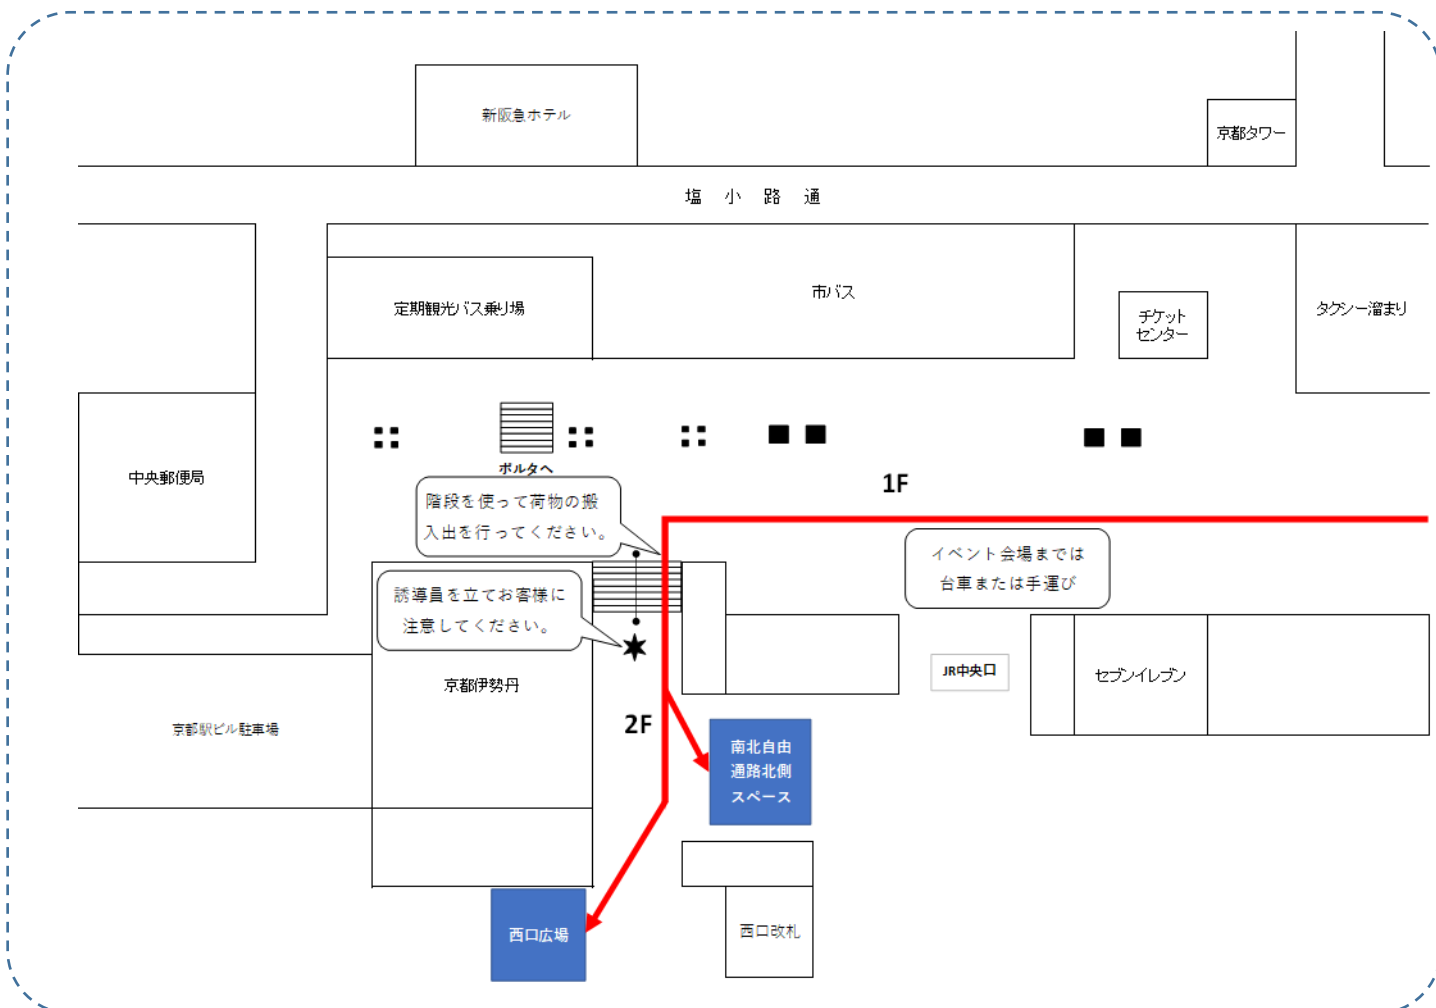 新阪急ホテル
京都タワー
塩小路通
定期観光バス乗り場
市バス
チケット
センター
タクシー溜まり
中央郵便局
ポルタへ
階段を使って荷物の搬
入出を行ってください。
1F
イベント会場までは
台車または手運び
誘導員を立てお客様に
注意してください。
京都伊勢丹
JR中央口
セブンイレブン
京都駅ビル駐車場
2F
南北自由
通路北側
スペース
西口広場
西口改札